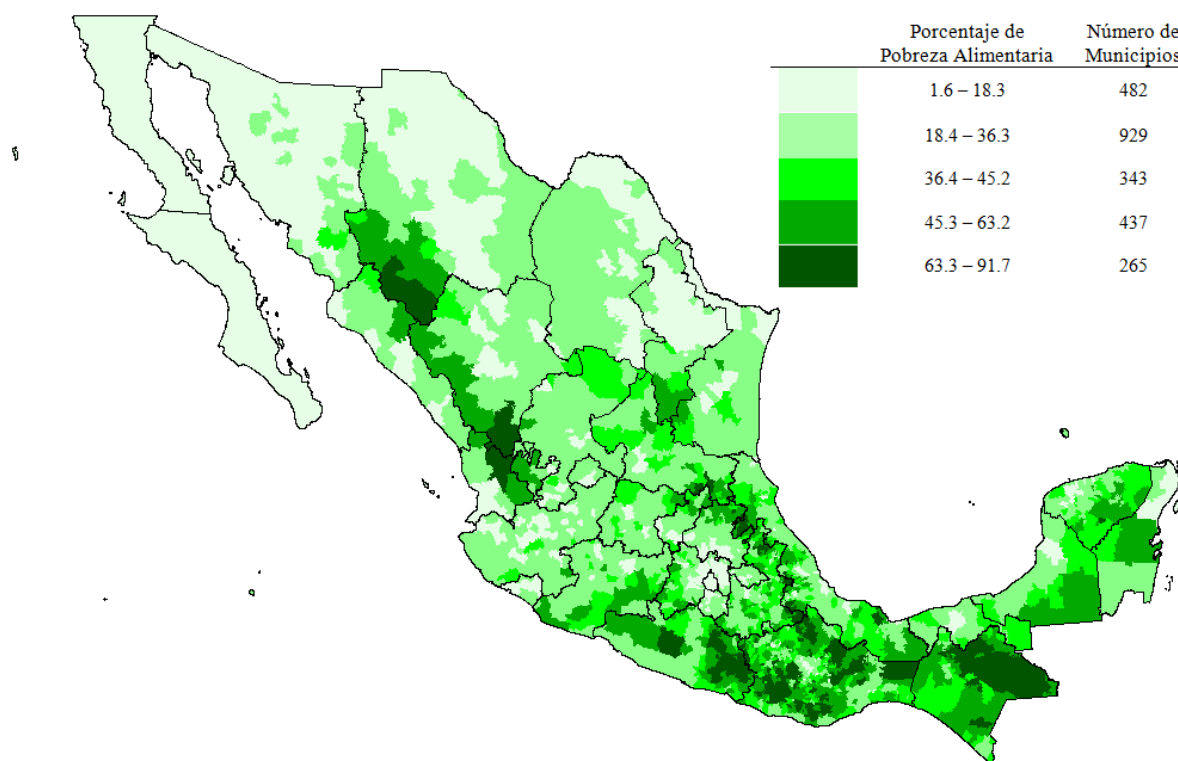 Porcentaje de Pobreza Alimentaria
Número de Municipios
1.6 – 18.3 482
18.4 – 36.3 929
36.4 – 45.2 343
45.3 – 63.2 437
63.3 – 91.7 265